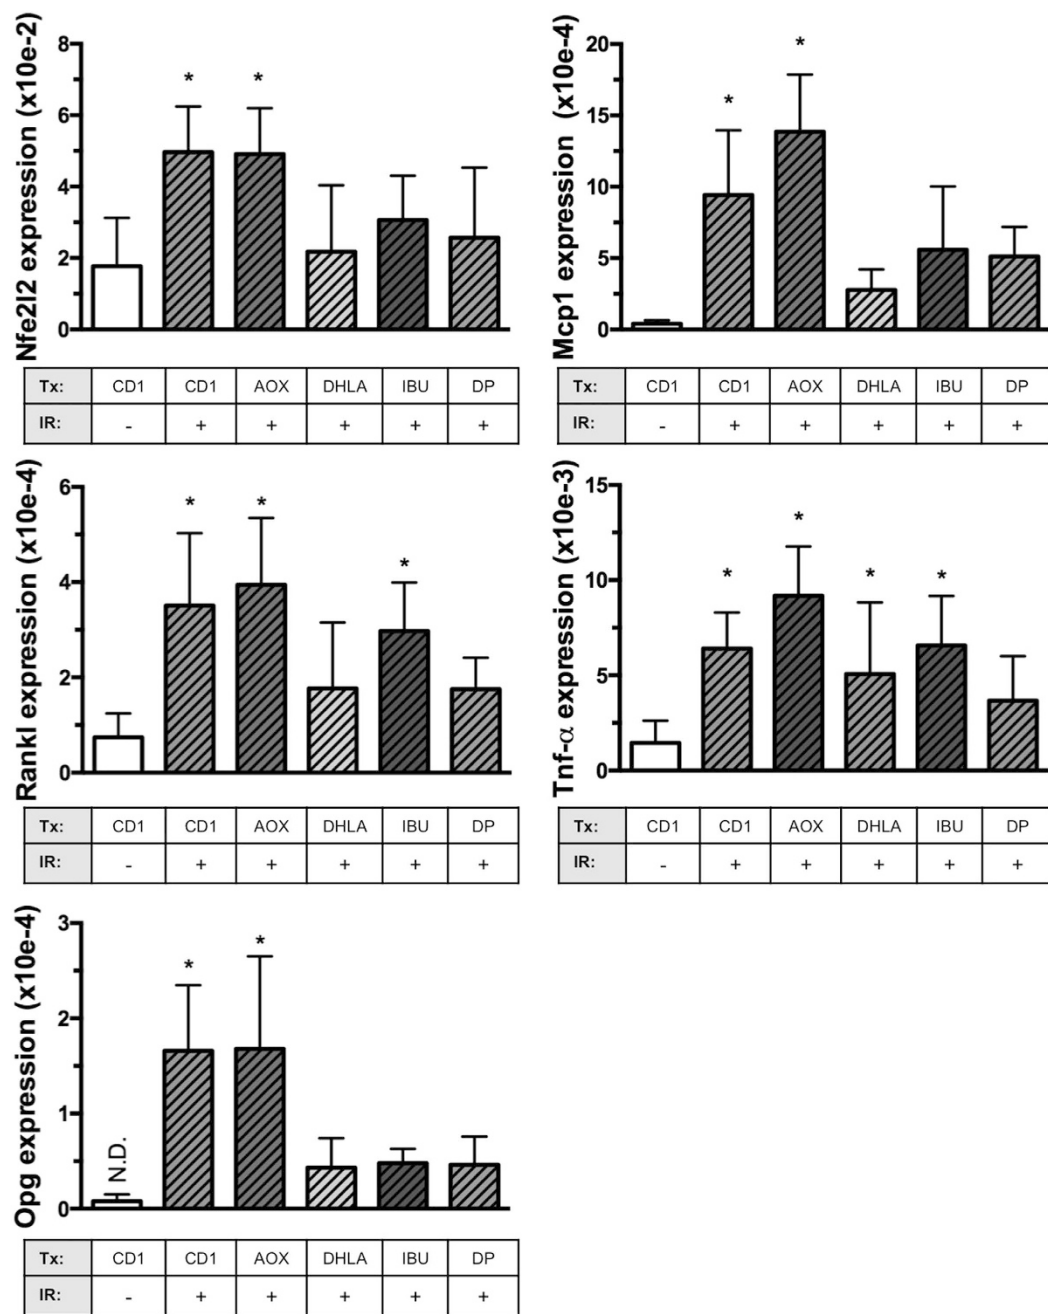 Nfe2l2 expression (x10e-2)
8
6
4
2
0
*
*
Tx: CD1 CD1 AOX DHLA IBU DP
IR: - + + + + +
Mcp1 expression (x10e-4)
20
15
10
5
0
*
*
Tx: CD1 CD1 AOX DHLA IBU DP
IR: - + + + + +
Rankl expression (x10e-4)
6
4
2
0
*
*
*
Tx: CD1 CD1 AOX DHLA IBU DP
IR: - + + + + +
Tnf-α expression (x10e-3)
15
10
5
0
*
*
*
*
Tx: CD1 CD1 AOX DHLA IBU DP
IR: - + + + + +
Opg expression (x10e-4)
3
2
1
0
N.D.
*
*
Tx: CD1 CD1 AOX DHLA IBU DP
IR: - + + + + +